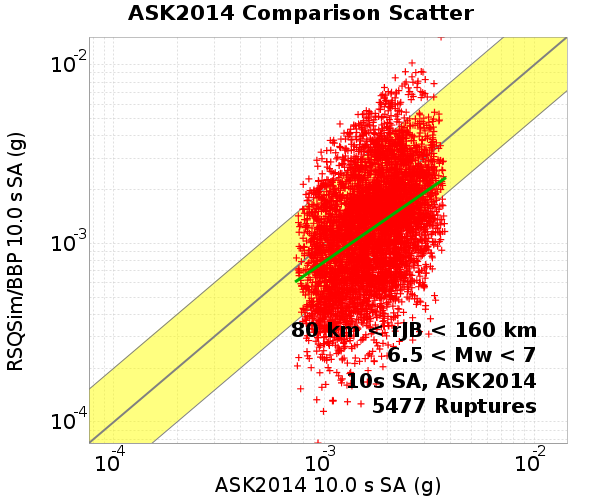 ASK2014 Comparison Scatter
RSQSim/BBP 10.0 s SA (g)
10-2
10-3
10-4
80 km < rJB < 160 km
6.5 < Mw < 7
10s SA, ASK2014
5477 Ruptures
10-4 10-3 10-2
ASK2014 10.0 s SA (g)